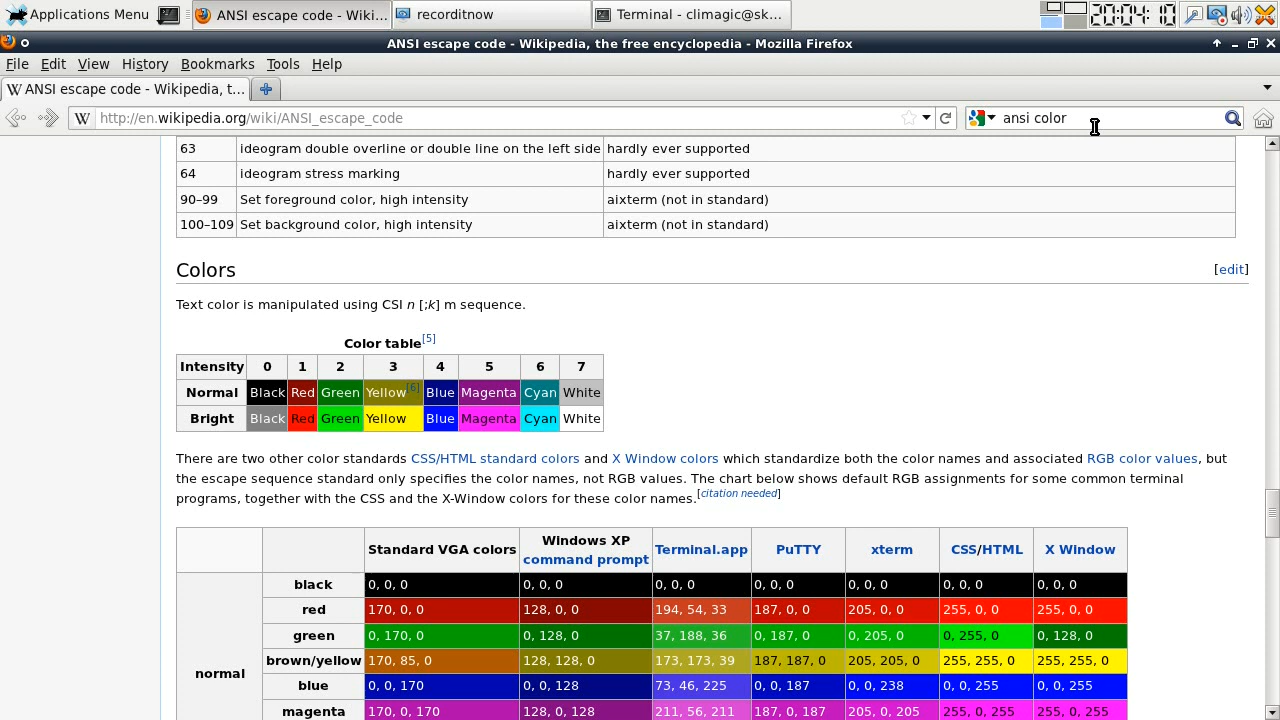 Applications Menu
ANSI escape code - Wiki...
recorditnow
Terminal - climagic@sk...
20:04:10
ANSI escape code - Wikipedia, the free encyclopedia - Mozilla Firefox
File Edit View History Bookmarks Tools Help
W ANSI escape code - Wikipedia, t...
W http://en.wikipedia.org/wiki/ANSI_escape_code
ansi color
63 ideogram double overline or double line on the left side hardly ever supported
64 ideogram stress marking hardly ever supported
90–99 Set foreground color, high intensity aixterm (not in standard)
100–109 Set background color, high intensity aixterm (not in standard)
Colors [edit]
Text color is manipulated using CSI n [;k] m sequence.
Color table[5]
Intensity 0 1 2 3 4 5 6 7
Normal Black Red Green Yellow[6] Blue Magenta Cyan White
Bright Black Red Green Yellow Blue Magenta Cyan White
There are two other color standards CSS/HTML standard colors and X Window colors which standardize both the color names and associated RGB color values, but
the escape sequence standard only specifies the color names, not RGB values. The chart below shows default RGB assignments for some common terminal
programs, together with the CSS and the X-Window colors for these color names.[citation needed]
Standard VGA colors Windows XP command prompt Terminal.app PuTTY xterm CSS/HTML X Window
normal
black 0, 0, 0 0, 0, 0 0, 0, 0 0, 0, 0 0, 0, 0 0, 0, 0 0, 0, 0
red 170, 0, 0 128, 0, 0 194, 54, 33 187, 0, 0 205, 0, 0 255, 0, 0 255, 0, 0
green 0, 170, 0 0, 128, 0 37, 188, 36 0, 187, 0 0, 205, 0 0, 255, 0 0, 128, 0
brown/yellow 170, 85, 0 128, 128, 0 173, 173, 39 187, 187, 0 205, 205, 0 255, 255, 0 255, 255, 0
blue 0, 0, 170 0, 0, 128 73, 46, 225 0, 0, 187 0, 0, 238 0, 0, 255 0, 0, 255
magenta 170, 0, 170 128, 0, 128 211, 56, 211 187, 0, 187 205, 0, 205 255, 0, 255 255, 0, 255